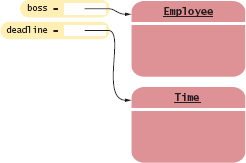 boss =
Employee
deadline =
Time